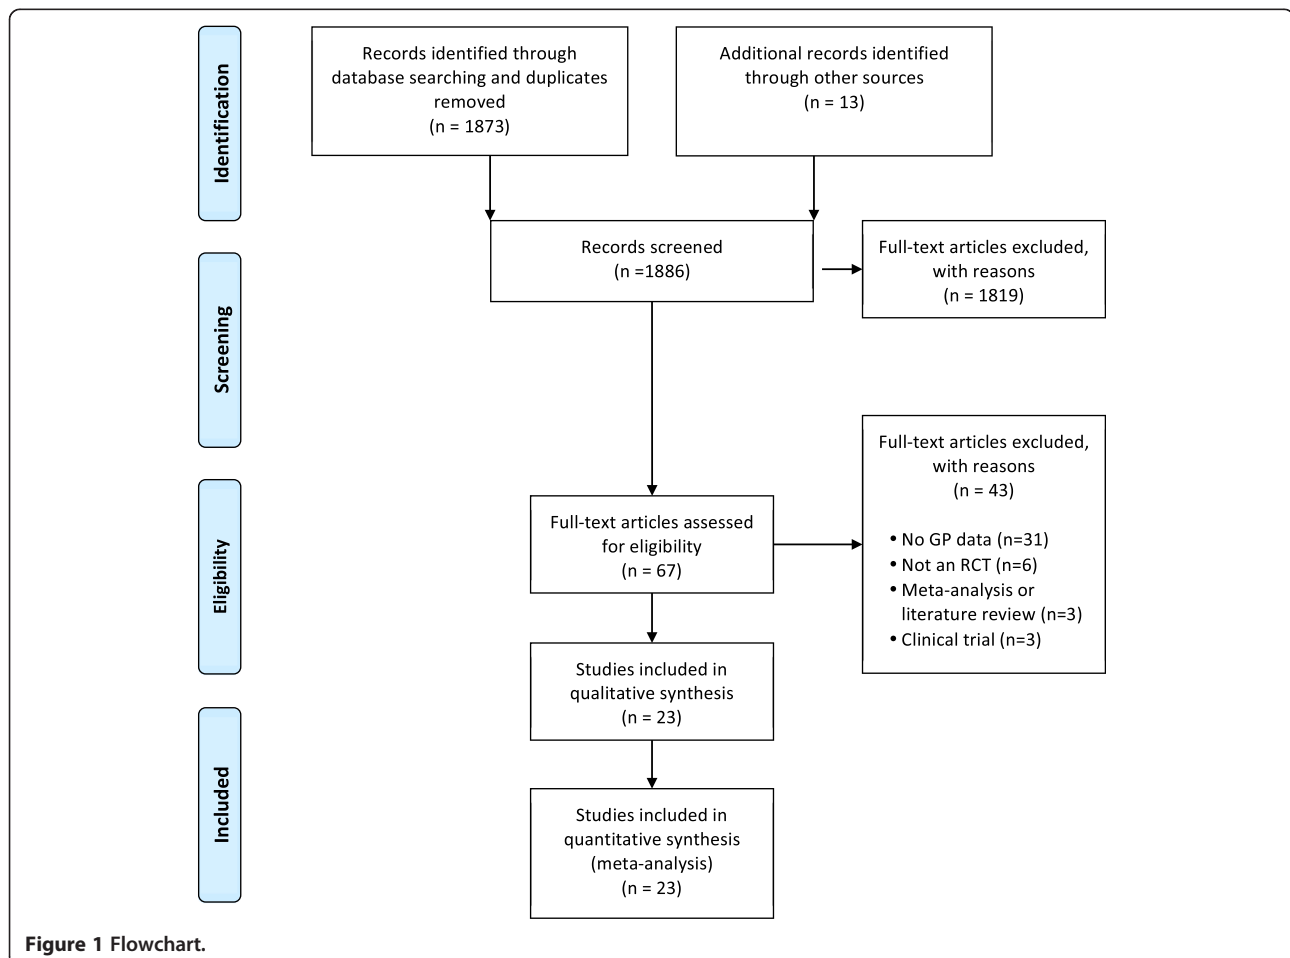 Identification
Records identified through
database searching and duplicates
removed
(n = 1873)
Additional records identified
through other sources
(n = 13)
Screening
Records screened
(n =1886)
Full-text articles excluded,
with reasons
(n = 1819)
Eligibility
Full-text articles assessed
for eligibility
(n = 67)
Full-text articles excluded,
with reasons
(n = 43)
• No GP data (n=31)
• Not an RCT (n=6)
• Meta-analysis or
literature review (n=3)
• Clinical trial (n=3)
Studies included in
qualitative synthesis
(n = 23)
Included
Studies included in
quantitative synthesis
(meta-analysis)
(n = 23)
Figure 1 Flowchart.